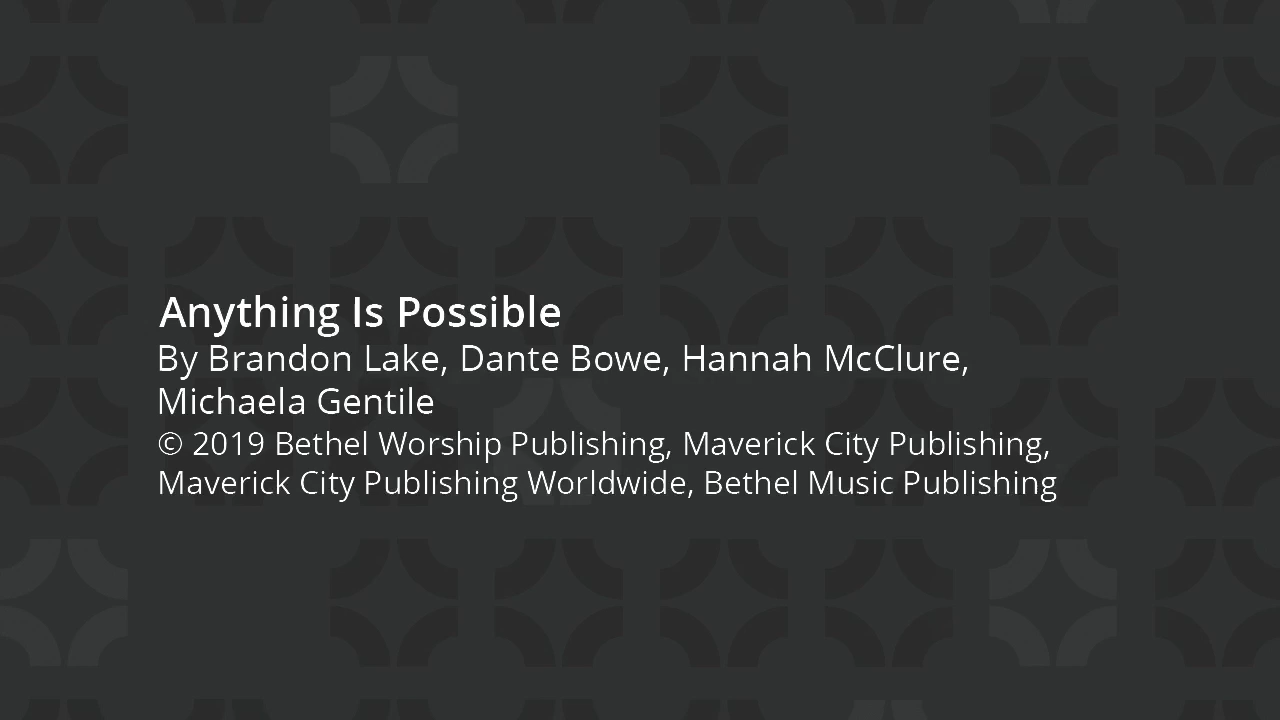 Anything Is Possible
By Brandon Lake, Dante Bowe, Hannah McClure,
Michaela Gentile
© 2019 Bethel Worship Publishing, Maverick City Publishing,
Maverick City Publishing Worldwide, Bethel Music Publishing